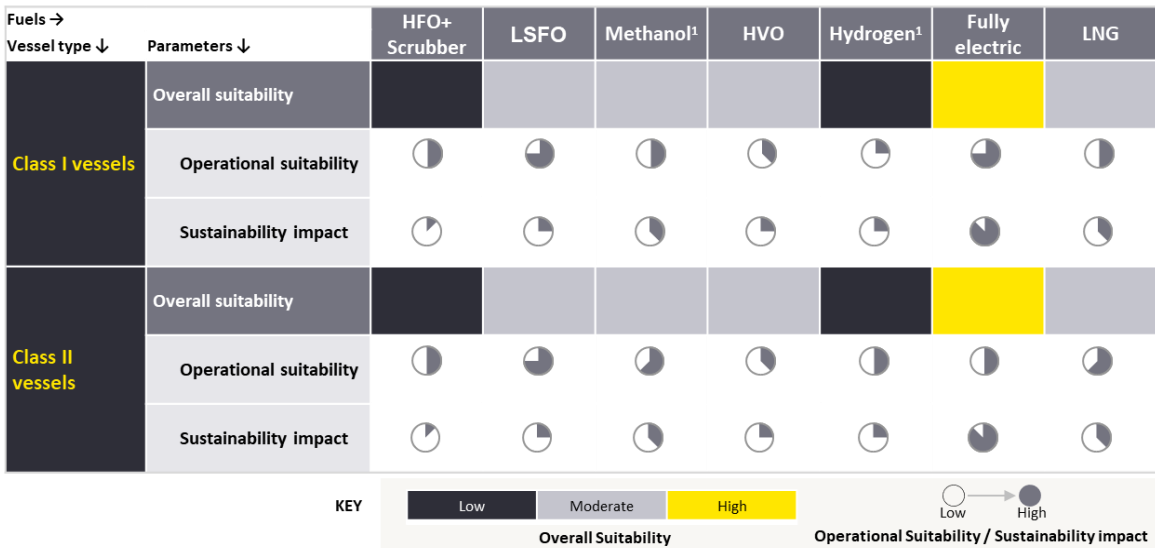 Fuels →
Vessel type ↓ Parameters ↓
HFO+
Scrubber
LSFO
Methanol¹
HVO
Hydrogen¹
Fully
electric
LNG
Class I vessels
Overall suitability
Operational suitability
Sustainability impact
Class II
vessels
Overall suitability
Operational suitability
Sustainability impact
KEY
Low Moderate High
Overall Suitability
Low High
Operational Suitability / Sustainability impact